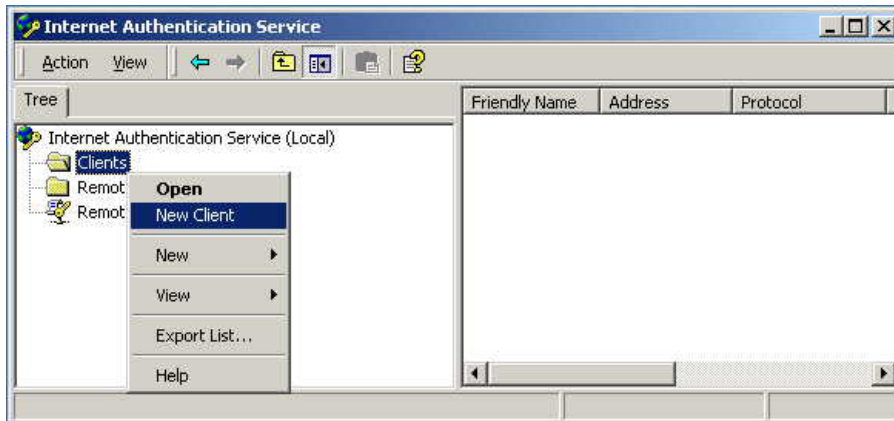 Internet Authentication Service
Action View
Tree
Friendly Name Address Protocol
Internet Authentication Service (Local)
Clients
Remot
Remot
Open
New Client
New
View
Export List...
Help